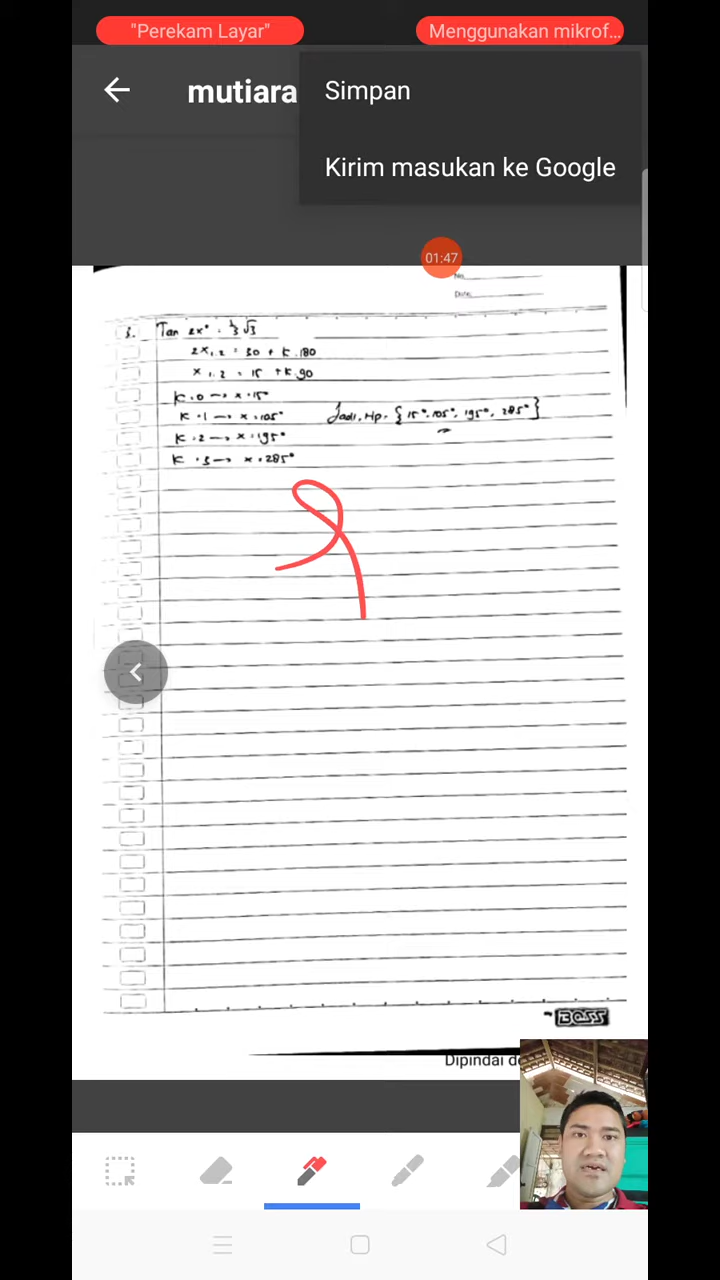 "Perekam Layar"
Menggunakan mikrof...
mutiara
Simpan
Kirim masukan ke Google
01:47
No.
Date.
3. Tan 2x° = 1/3 √3
2x1,2 = 30 + k.180
x1,2 = 15 + k.90
k.0 → x.15°
k.1 → x.105°
Jadi, Hp. {15°.105°, 195°, 285°}
k.2 → x.195°
k.3 → x.285°
BOSS
Dipindai de